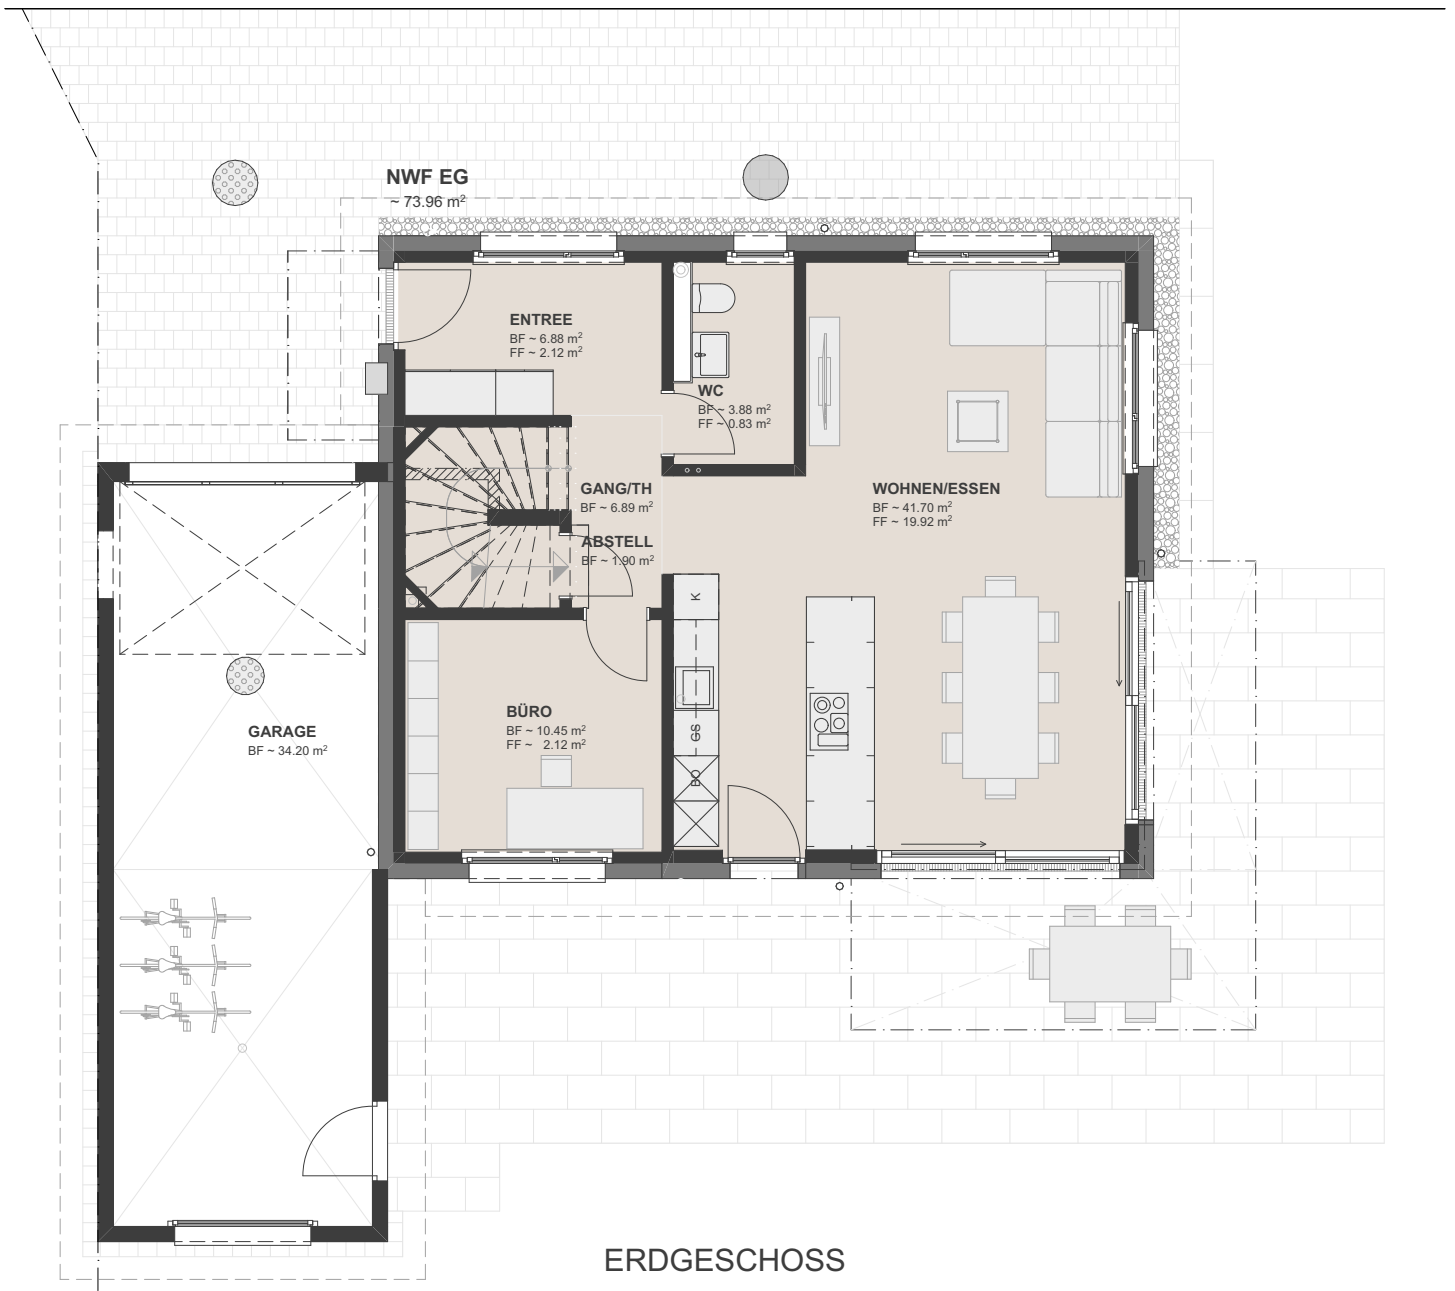 NWF EG
~ 73.96 m²
ENTREE
BF ~ 6.88 m²
FF ~ 2.12 m²
WC
BF ~ 3.88 m²
FF ~ 0.83 m²
GANG/TH
BF ~ 6.89 m²
WOHNEN/ESSEN
BF ~ 41.70 m²
FF ~ 19.92 m²
ABSTELL
BF ~ 1.90 m²
K
BÜRO
BF ~ 10.45 m²
FF ~ 2.12 m²
GS
BO
GARAGE
BF ~ 34.20 m²
ERDGESCHOSS